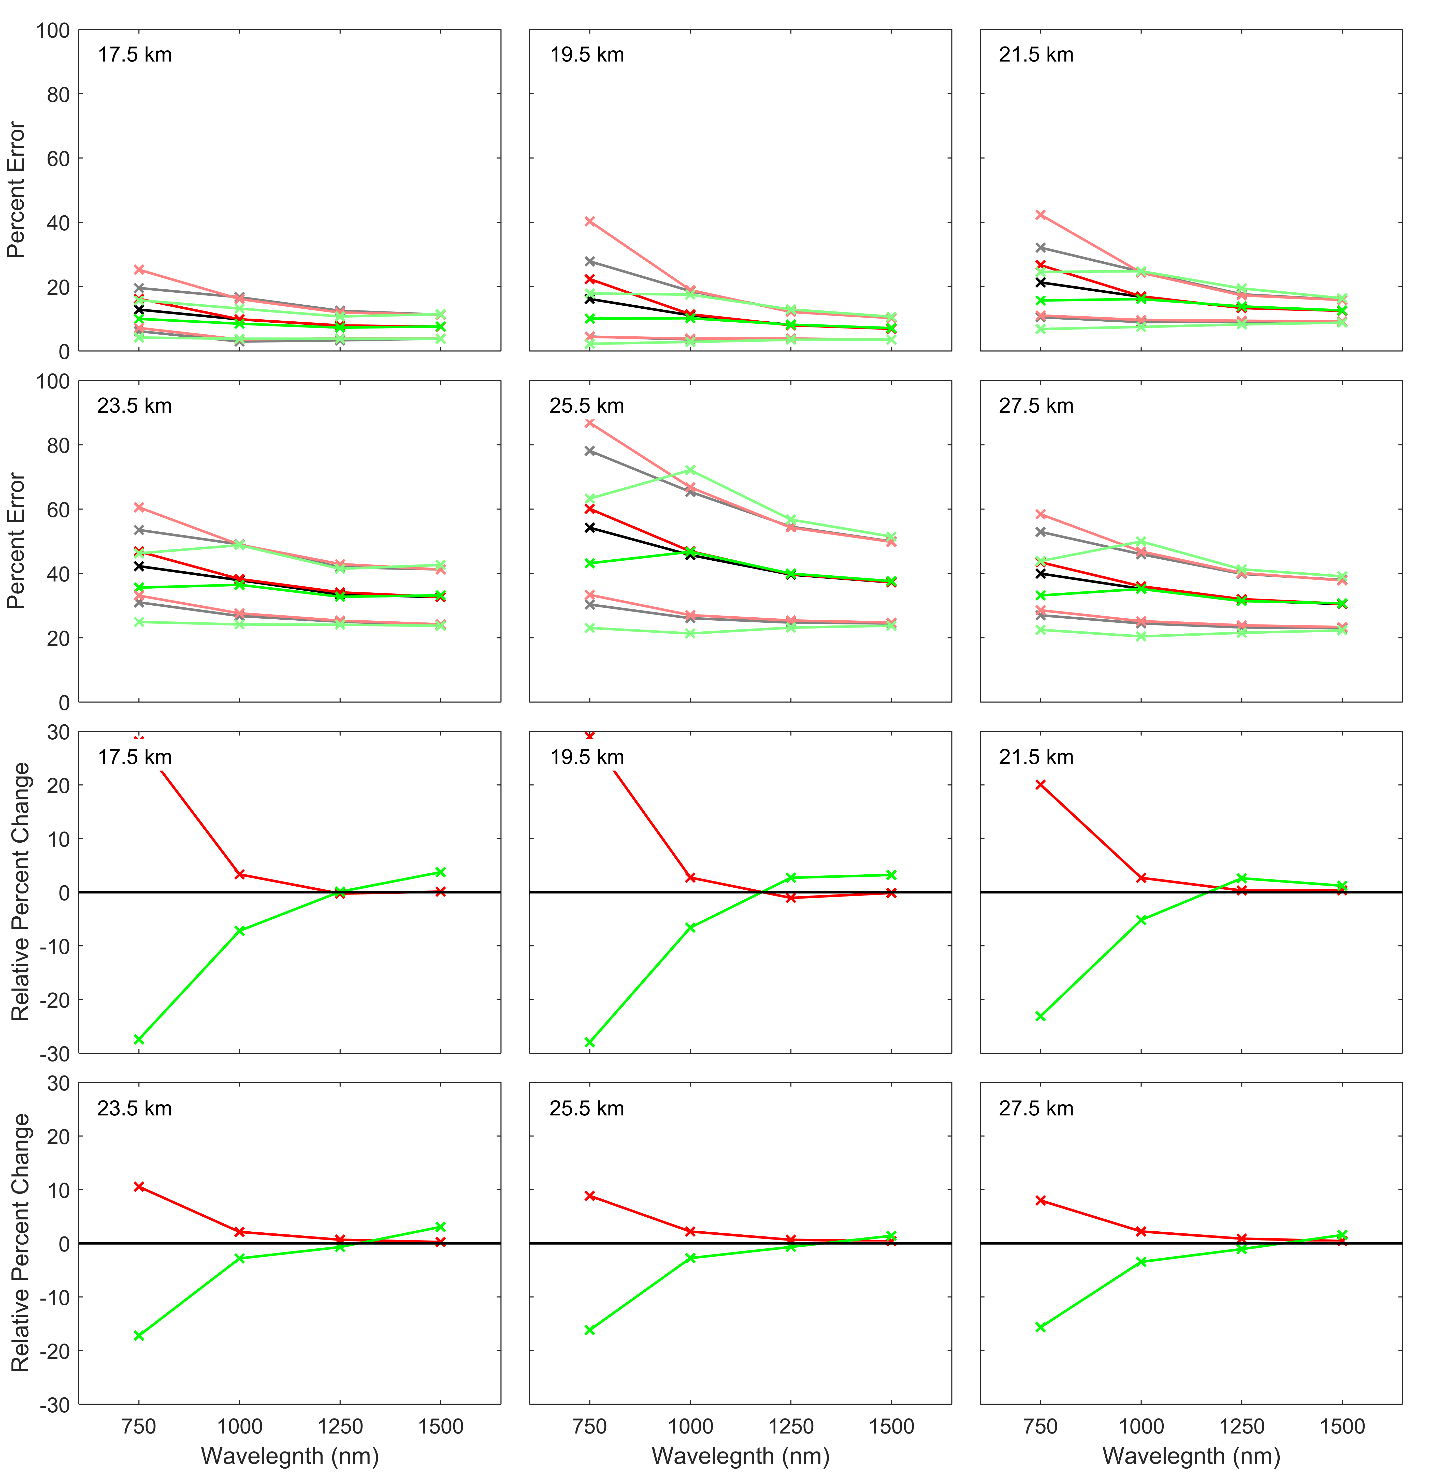 100
80
60
40
20
0
Percent Error
17.5 km
19.5 km
21.5 km
100
80
60
40
20
0
Percent Error
23.5 km
25.5 km
27.5 km
30
20
10
0
-10
-20
-30
Relative Percent Change
17.5 km
19.5 km
21.5 km
30
20
10
0
-10
-20
-30
Relative Percent Change
23.5 km
25.5 km
27.5 km
750 1000 1250 1500
750 1000 1250 1500
750 1000 1250 1500
Wavelegnth (nm)
Wavelegnth (nm)
Wavelegnth (nm)